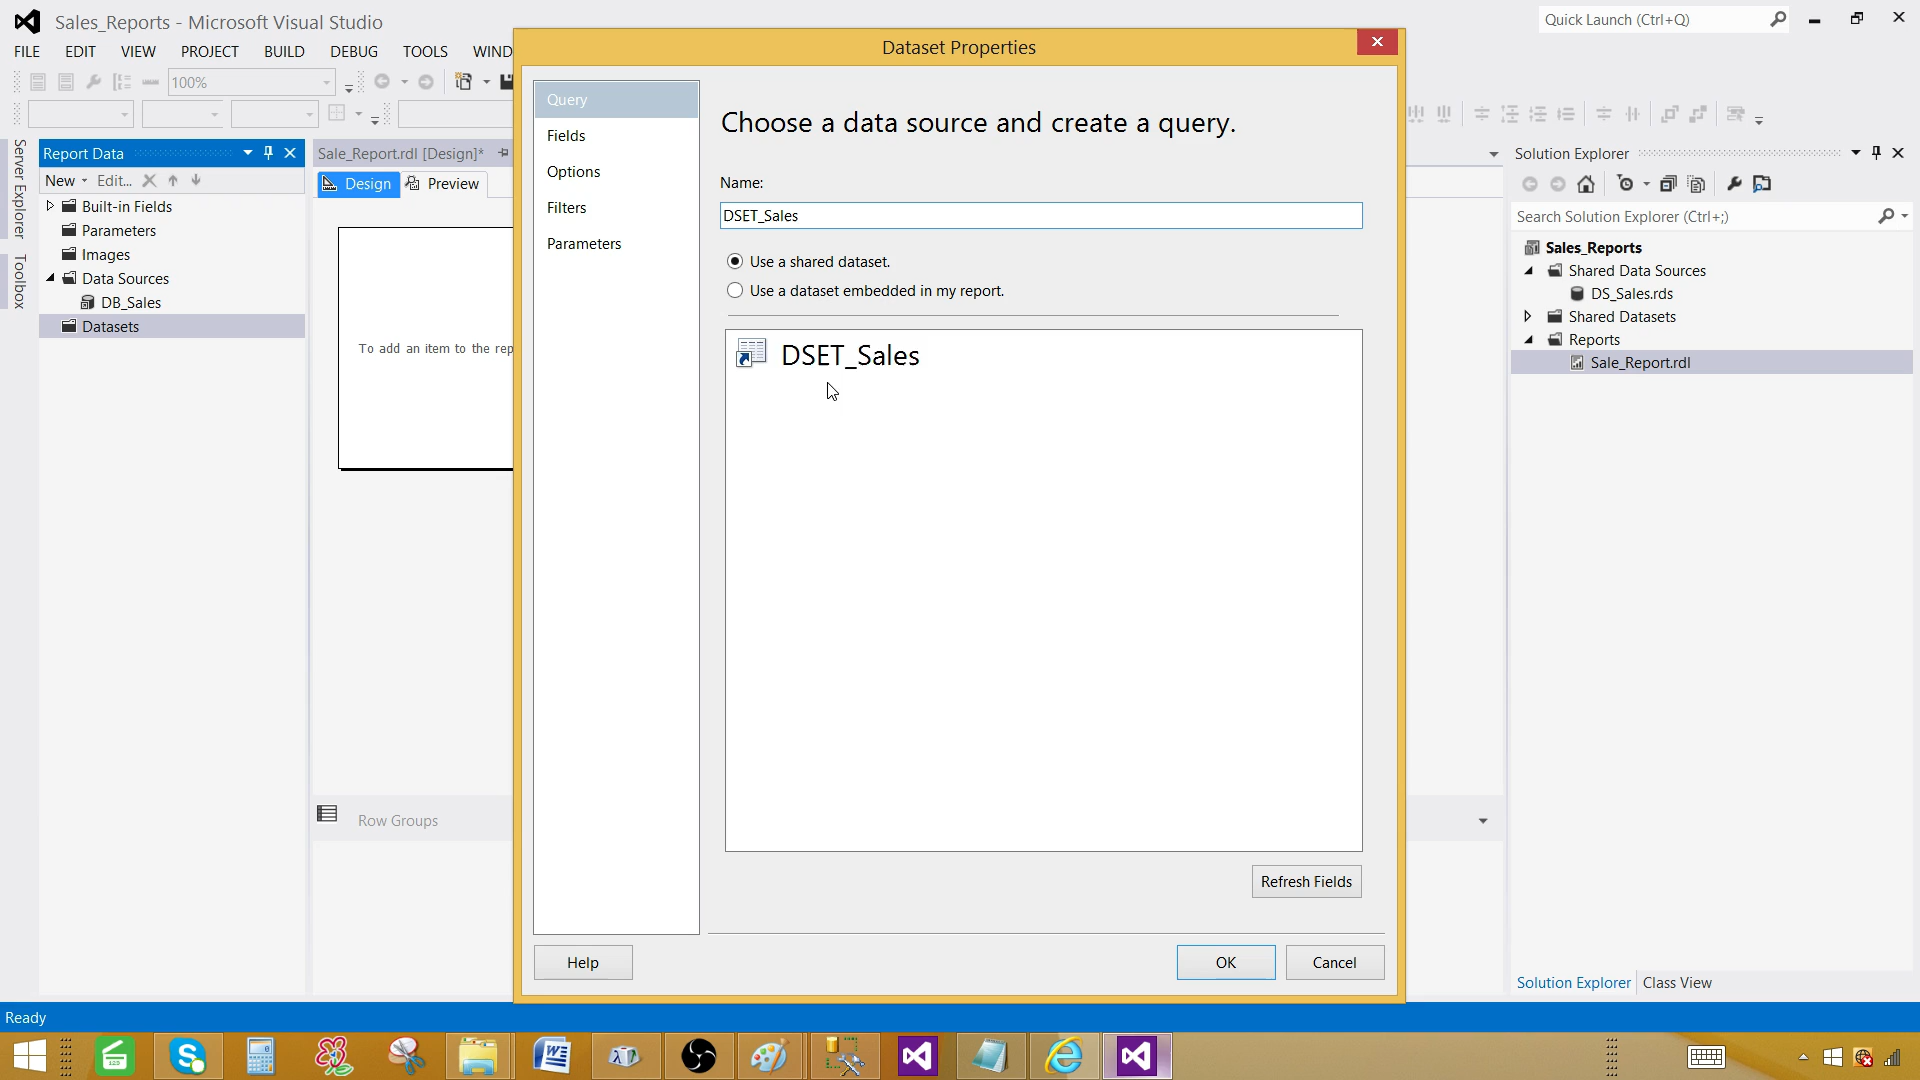 Sales_Reports - Microsoft Visual Studio
Quick Launch (Ctrl+Q)
FILE EDIT VIEW PROJECT BUILD DEBUG TOOLS WIND
100%
Server Explorer
Toolbox
Report Data
New Edit...
Built-in Fields
Parameters
Images
Data Sources
DB_Sales
Datasets
Sale_Report.rdl [Design]*
Design Preview
To add an item to the rep
Row Groups
Dataset Properties
Query
Fields
Options
Filters
Parameters
Choose a data source and create a query.
Name:
DSET_Sales
Use a shared dataset.
Use a dataset embedded in my report.
DSET_Sales
Refresh Fields
Help
OK
Cancel
Solution Explorer
Search Solution Explorer (Ctrl+;)
Sales_Reports
Shared Data Sources
DS_Sales.rds
Shared Datasets
Reports
Sale_Report.rdl
Solution Explorer Class View
Ready